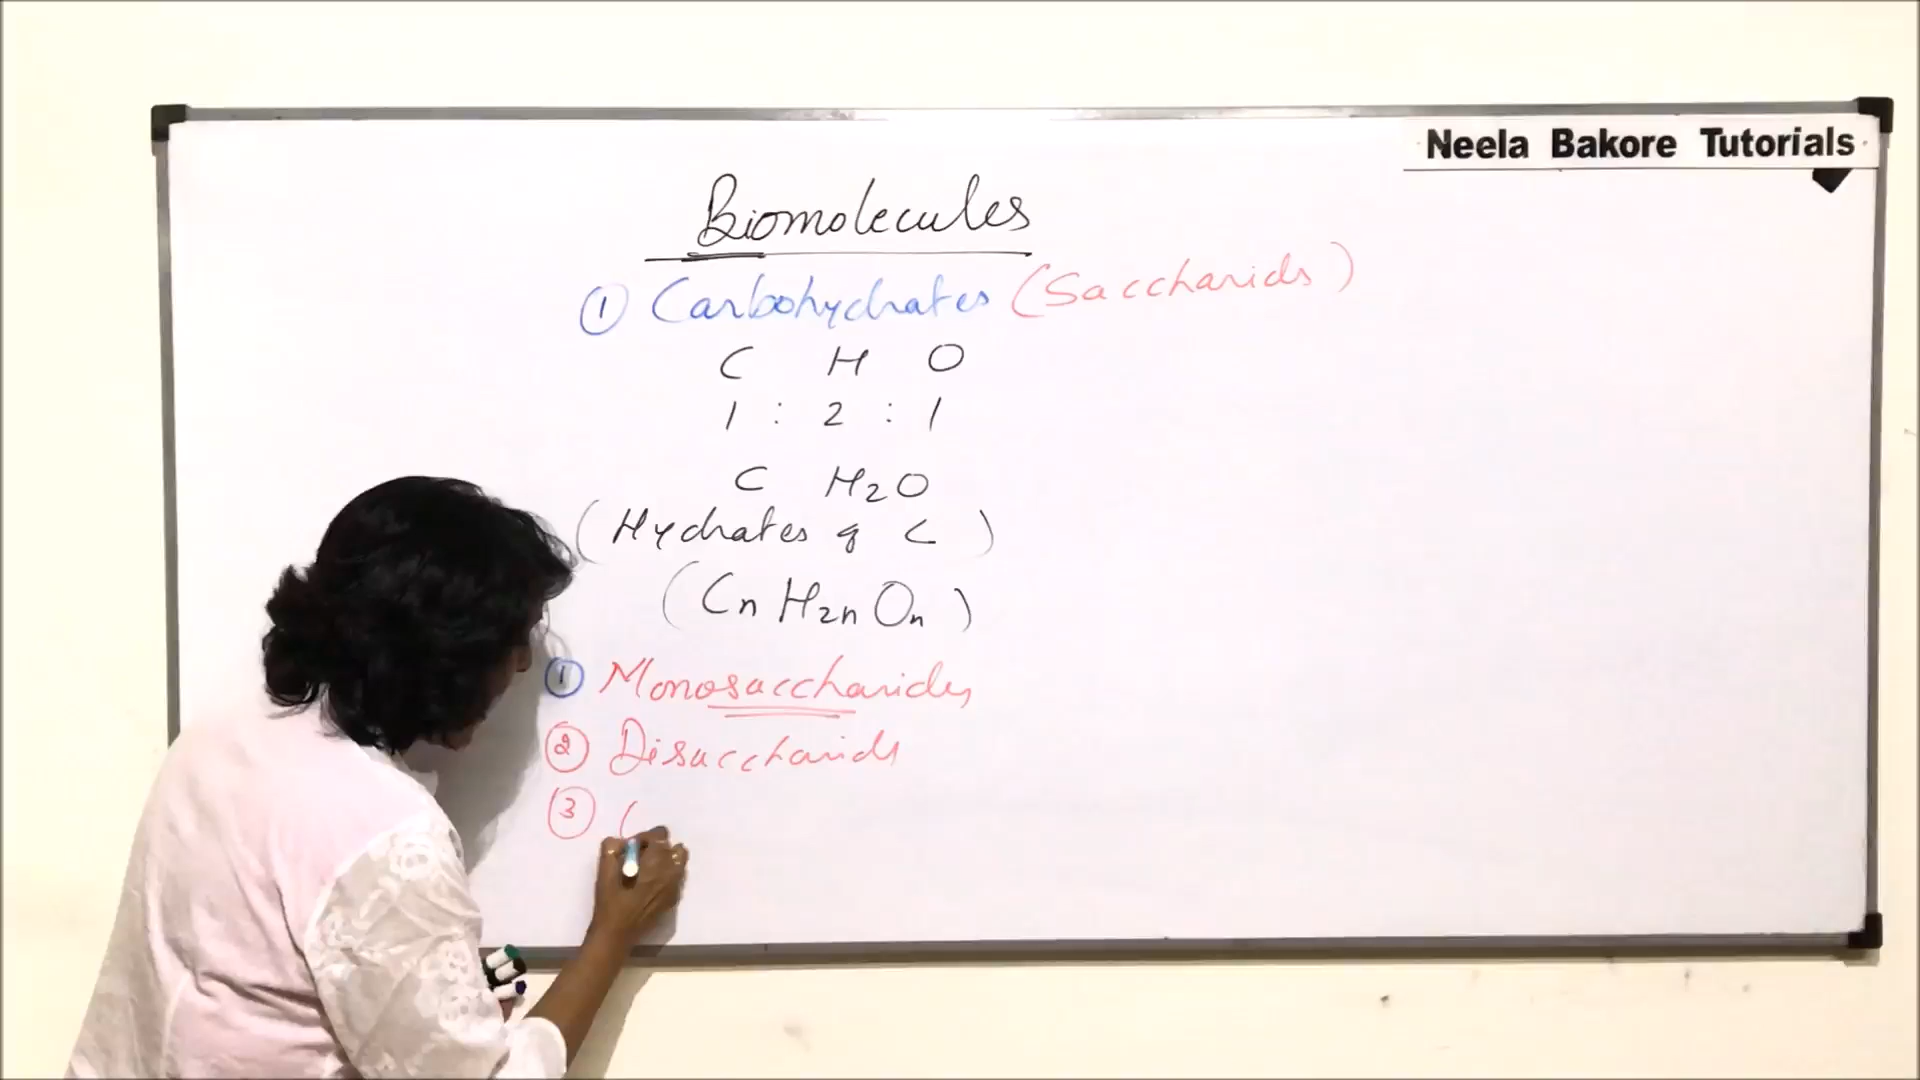 Neela Bakore Tutorials
Biomolecules
① Carbohydrates (Saccharids)
C H O
1 : 2 : 1
C H₂O
(Hydrates of C)
(Cn H₂n On)
① Monosaccharides
② Disaccharids
③ (